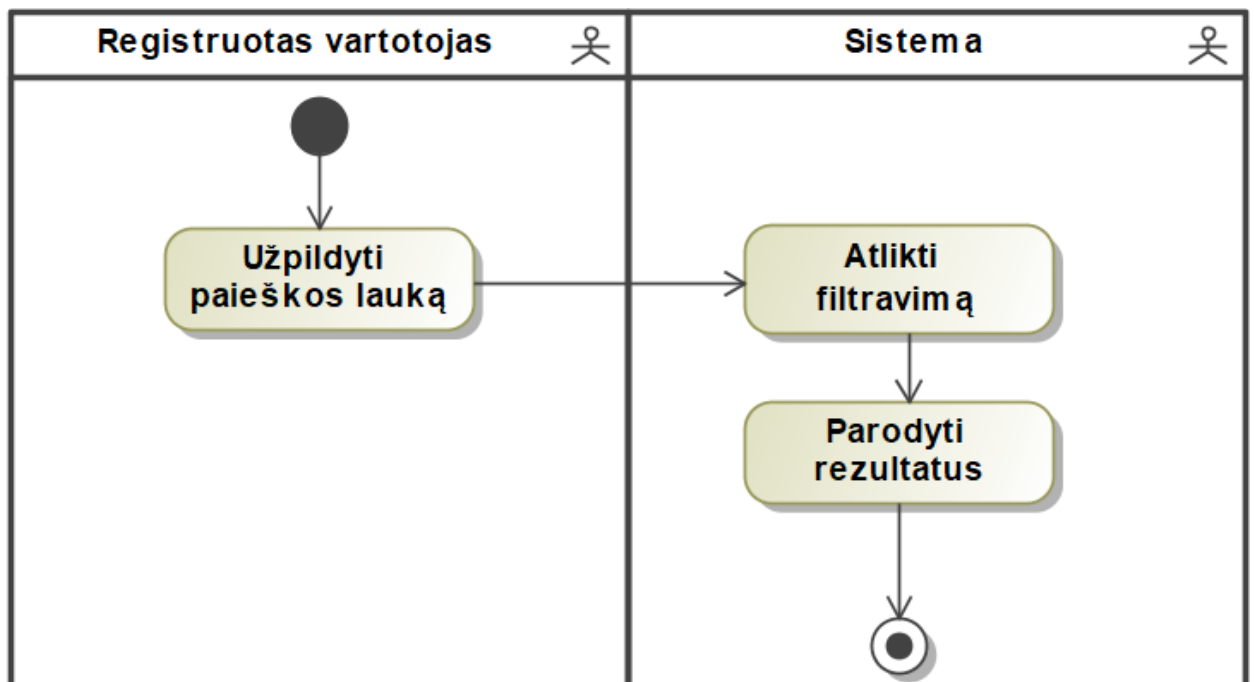 Registruotas vartotojas
Sistema
Užpildyti
paieškos lauką
Atlikti
filtravimą
Parodyti
rezultatus